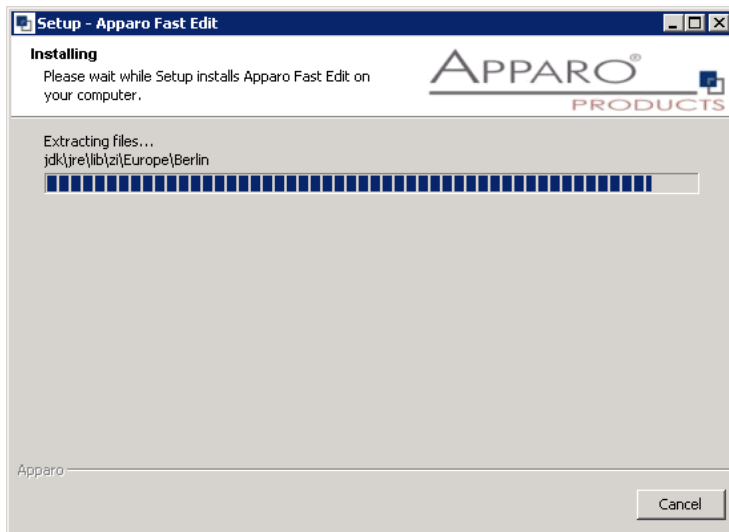 Setup - Apparo Fast Edit
Installing
Please wait while Setup installs Apparo Fast Edit on
your computer.
APPARO®
PRODUCTS
Extracting files...
jdk\jre\lib\zi\Europe\Berlin
Apparo
Cancel